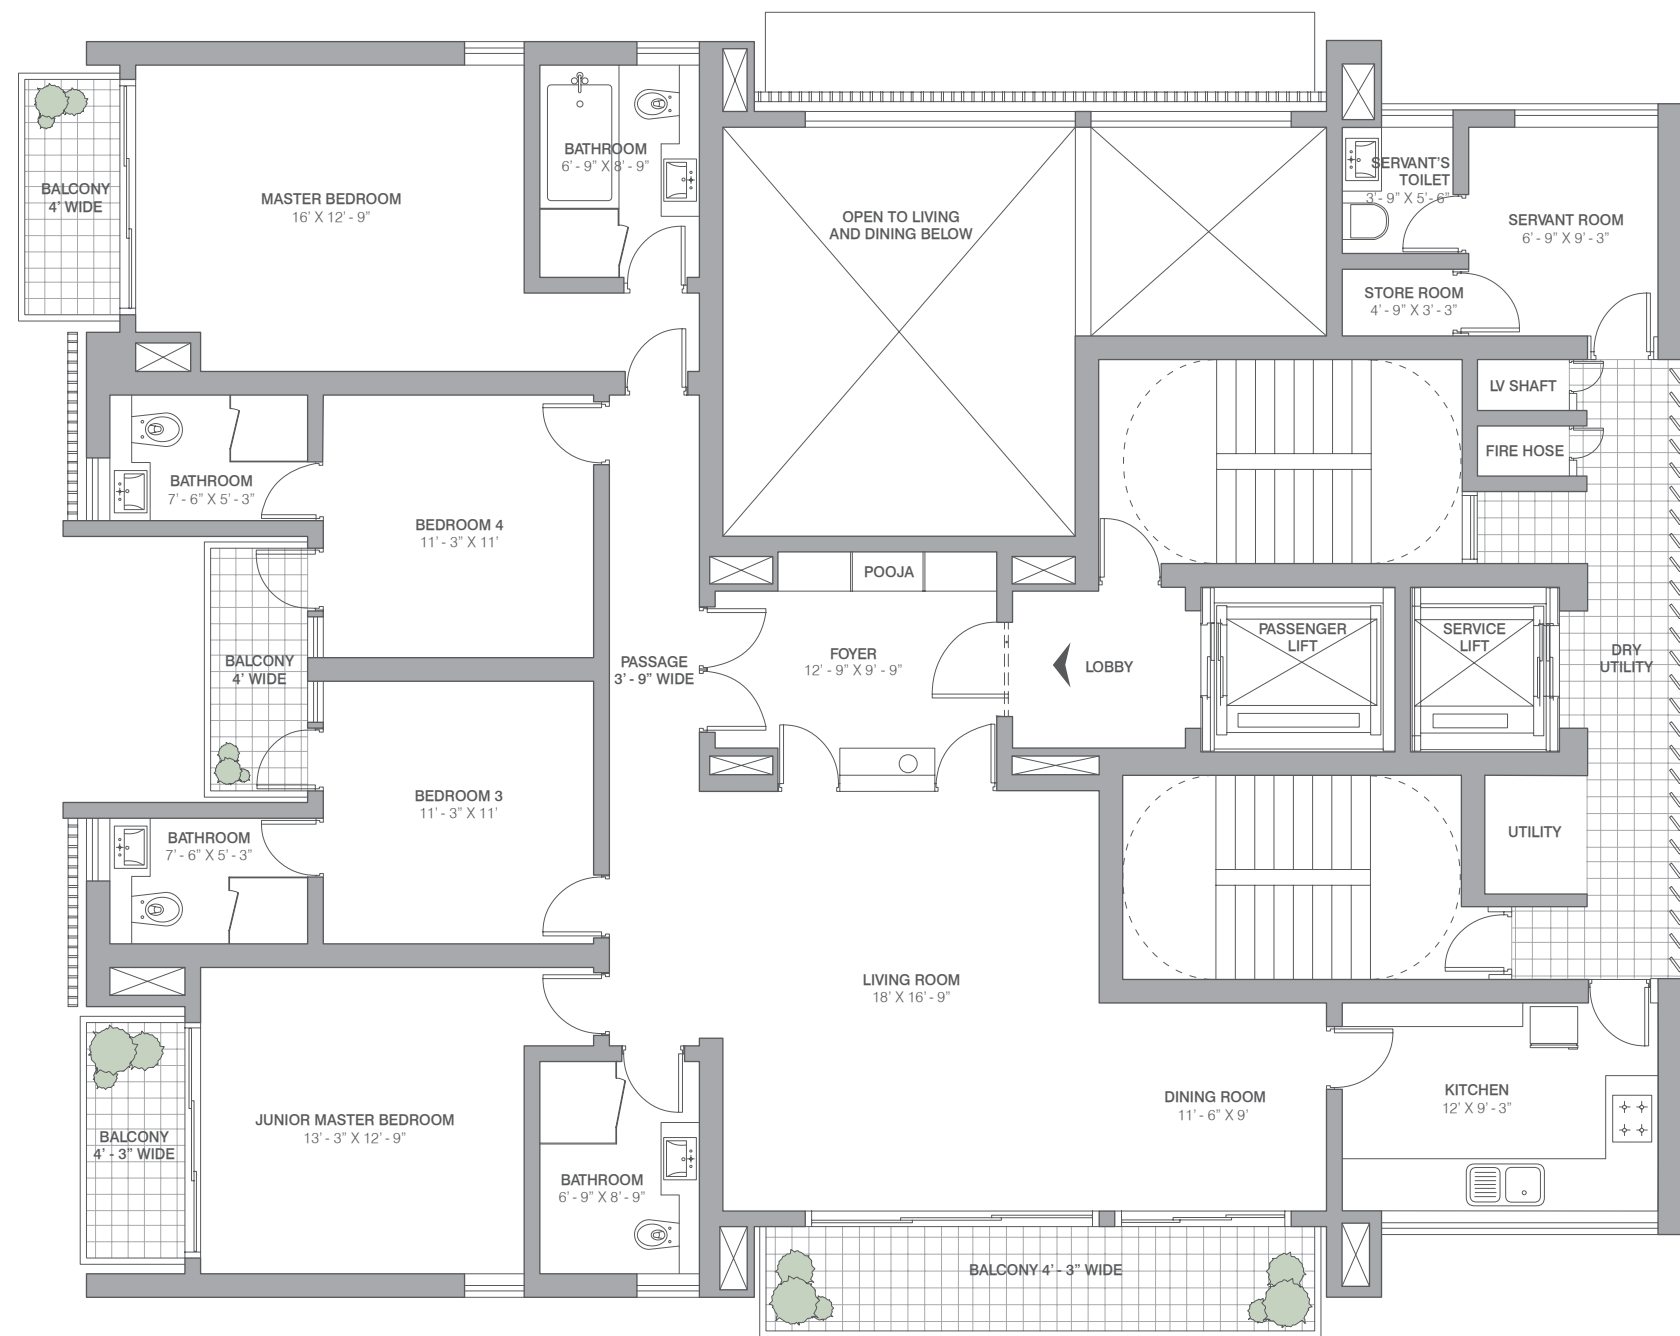 BALCONY
4’ WIDE
MASTER BEDROOM
16’ X 12’ - 9”
BATHROOM
6’ - 9” X 8’ - 9”
OPEN TO LIVING
AND DINING BELOW
SERVANT’S
TOILET
3’ - 9” X 5’ - 6”
SERVANT ROOM
6’ - 9” X 9’ - 3”
STORE ROOM
4’ - 9” X 3’ - 3”
LV SHAFT
FIRE HOSE
BATHROOM
7’ - 6” X 5’ - 3”
BEDROOM 4
11’ - 3” X 11’
POOJA
BALCONY
4’ WIDE
PASSAGE
3’ - 9” WIDE
FOYER
12’ - 9” X 9’ - 9”
LOBBY
PASSENGER
LIFT
SERVICE
LIFT
DRY
UTILITY
BEDROOM 3
11’ - 3” X 11’
BATHROOM
7’ - 6” X 5’ - 3”
UTILITY
LIVING ROOM
18’ X 16’ - 9”
JUNIOR MASTER BEDROOM
13’ - 3” X 12’ - 9”
BALCONY
4’ - 3” WIDE
BATHROOM
6’ - 9” X 8’ - 9”
DINING ROOM
11’ - 6” X 9’
KITCHEN
12’ X 9’ - 3”
BALCONY 4’ - 3” WIDE